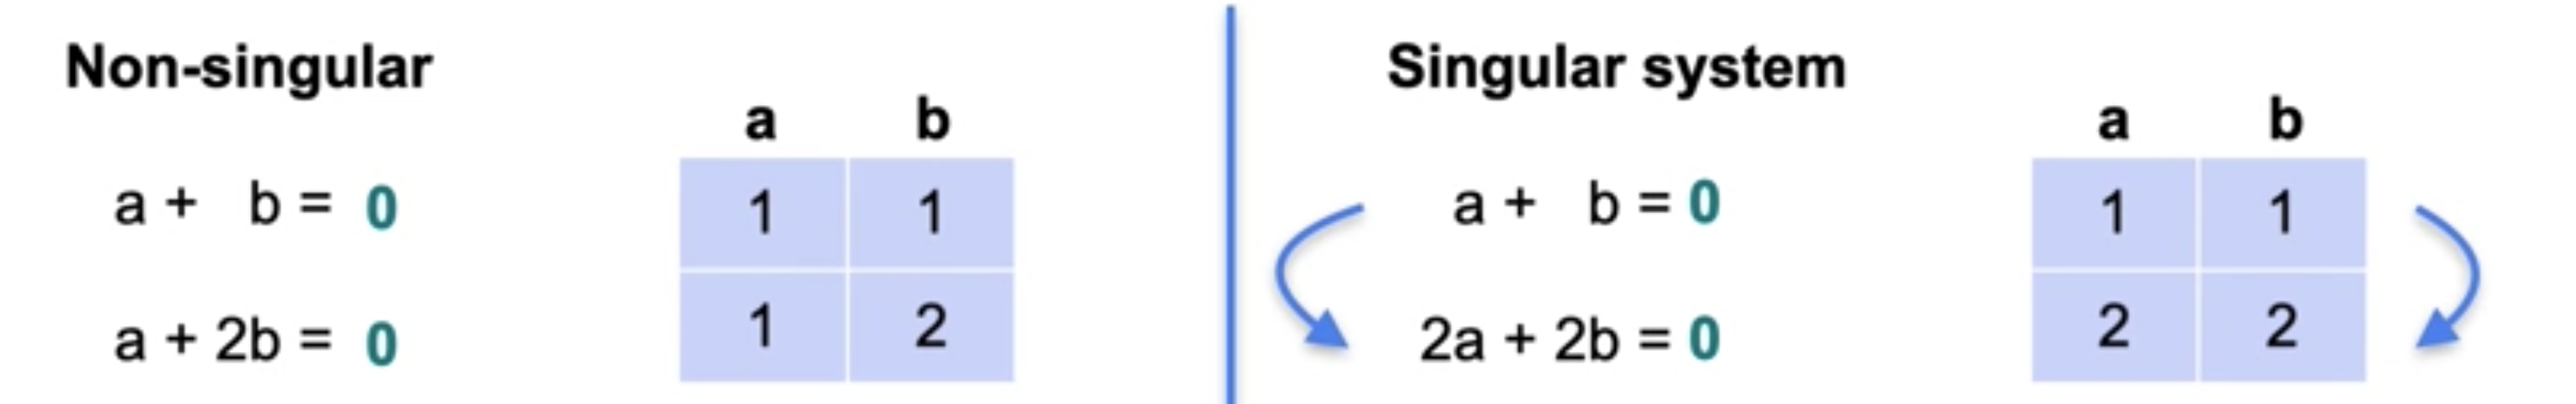 Non-singular
a + b = 0
a + 2b = 0
a b
1 1
1 2
Singular system
a + b = 0
2a + 2b = 0
a b
1 1
2 2